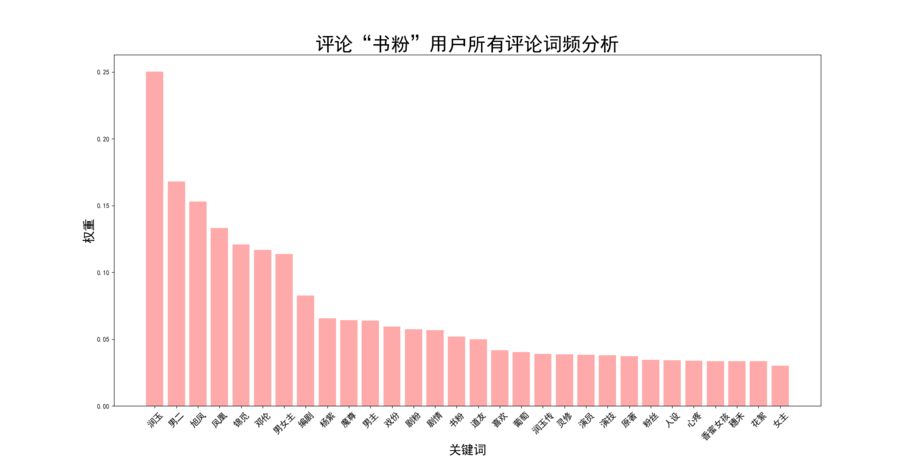 评论“书粉”用户所有评论词频分析
权重
0.25
0.20
0.15
0.10
0.05
0.00
润玉
男二
旭凤
凤凰
锦觅
邓伦
男女主
编剧
杨紫
魔尊
男主
戏份
剧粉
剧情
书粉
道友
喜欢
葡萄
润玉传
灵修
演员
演技
原著
粉丝
人设
心疼
香蜜女孩
穗禾
花絮
女主
关键词